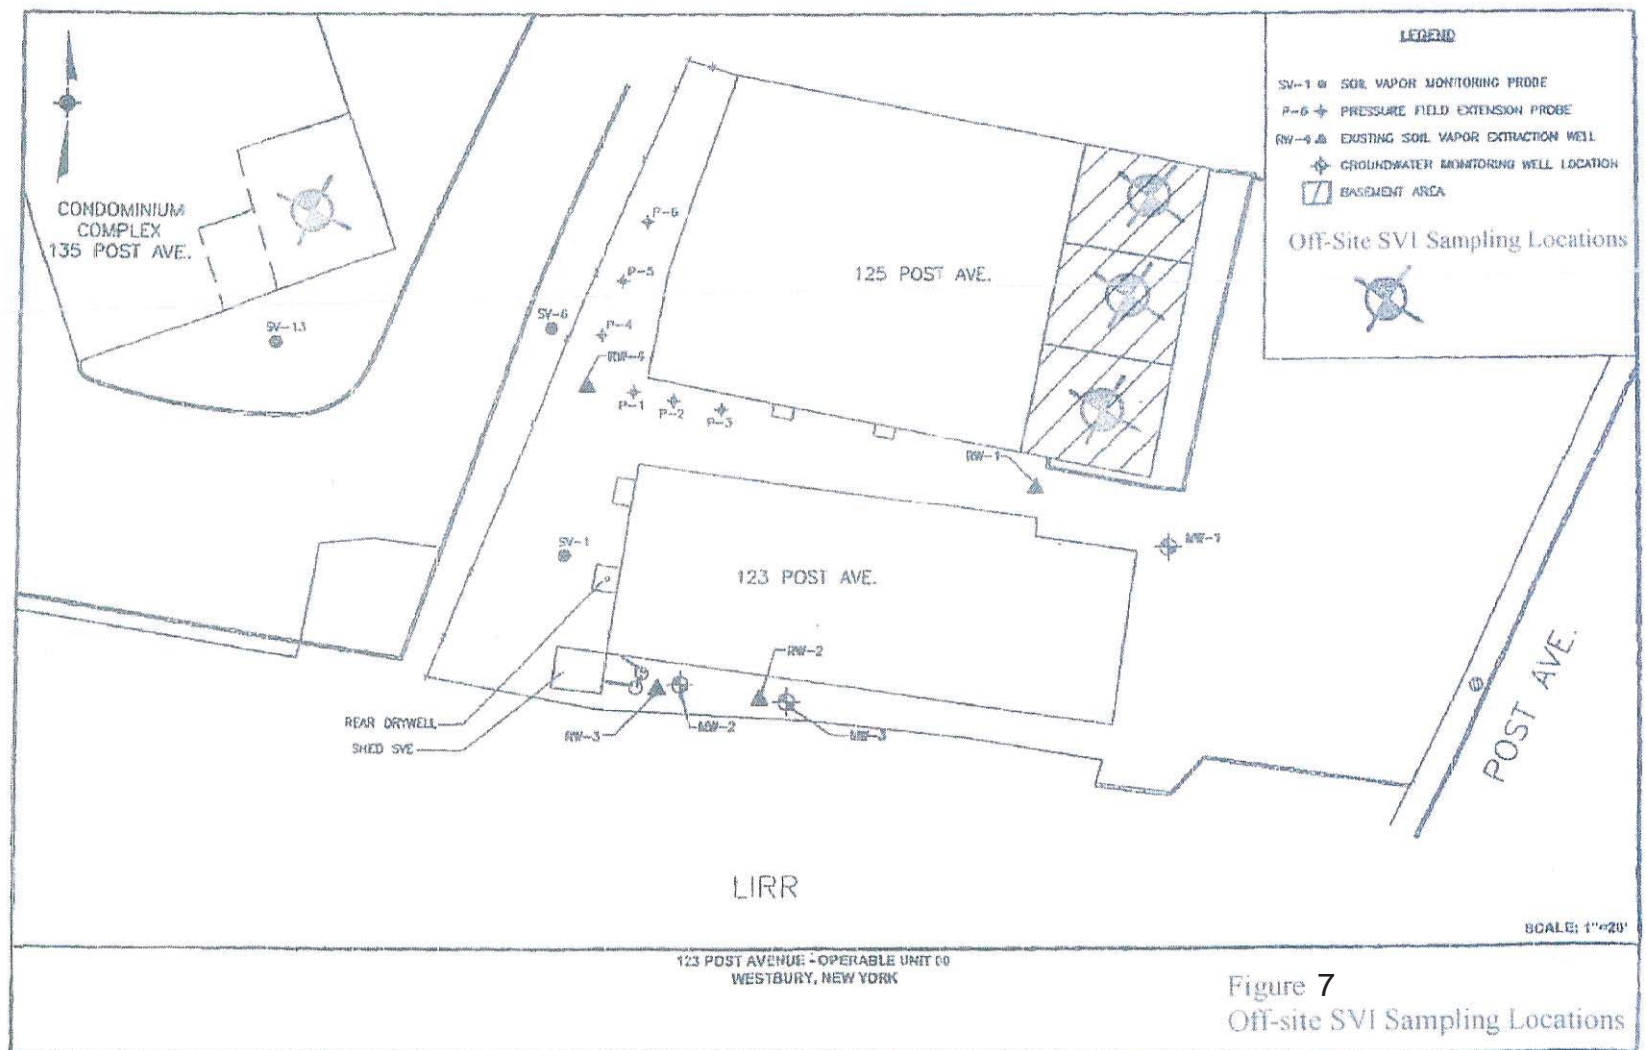 LEGEND
SV-1 SOIL VAPOR MONITORING PROBE
P-6 PRESSURE FIELD EXTENSION PROBE
RW-4 EXISTING SOIL VAPOR EXTRACTION WELL
GROUNDWATER MONITORING WELL LOCATION
BASEMENT AREA
Off-Site SVI Sampling Locations
CONDOMINIUM
COMPLEX
135 POST AVE.
SV-13
P-6
P-5
SV-6
P-4
RW-4
P-1
P-2
P-3
125 POST AVE.
RW-1
MW-1
SV-1
123 POST AVE.
RW-2
REAR DRYWELL
SHED SVE
RW-3
MW-2
MW-3
POST AVE.
LIRR
SCALE: 1"=20'
123 POST AVENUE - OPERABLE UNIT 00
WESTBURY, NEW YORK
Figure 7
Off-site SVI Sampling Locations